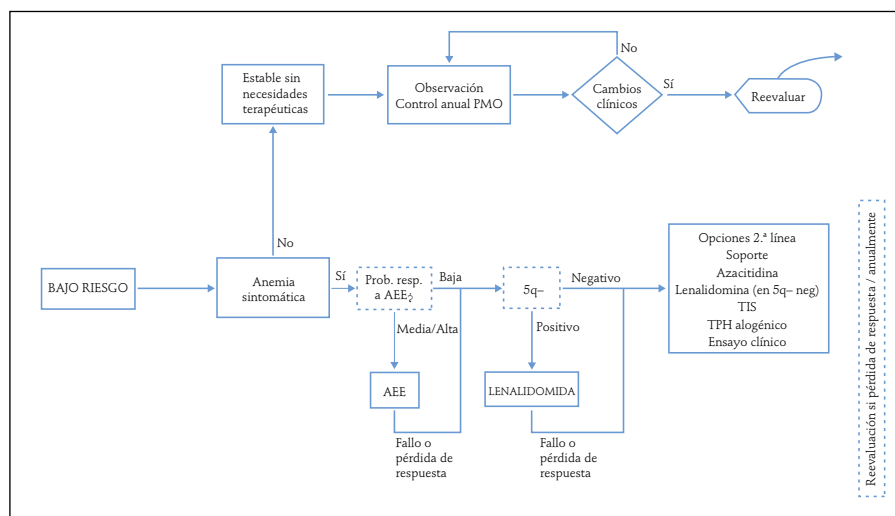 Estable sin
necesidades
terapéuticas
Observación
Control anual PMO
No
Cambios
clínicos
Sí
Reevaluar
No
BAJO RIESGO
Anemia
sintomática
Sí
Prob. resp.
a AEE¿
Baja
5q–
Negativo
Media/Alta
Positivo
AEE
LENALIDOMIDA
Fallo o
pérdida de
respuesta
Fallo o
pérdida de
respuesta
Opciones 2.ª línea
Soporte
Azacitidina
Lenalidomina (en 5q– neg)
TIS
TPH alogénico
Ensayo clínico
Reevaluación si pérdida de respuesta / anualmente